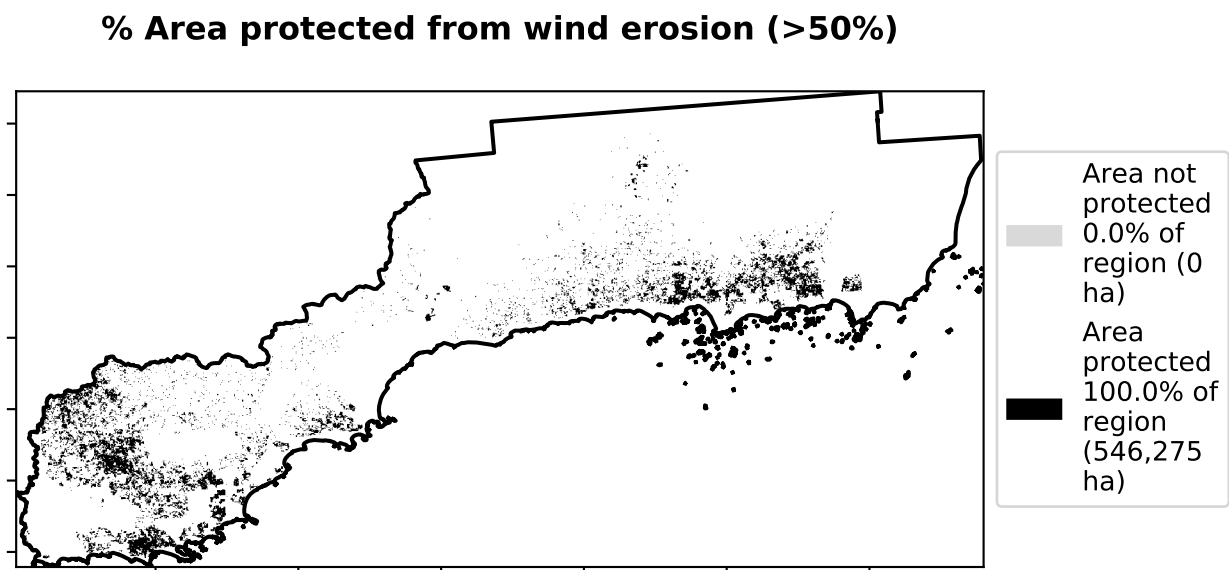 % Area protected from wind erosion (>50%)
Area not
protected
0.0% of
region (0
ha)
Area
protected
100.0% of
region
(546,275
ha)